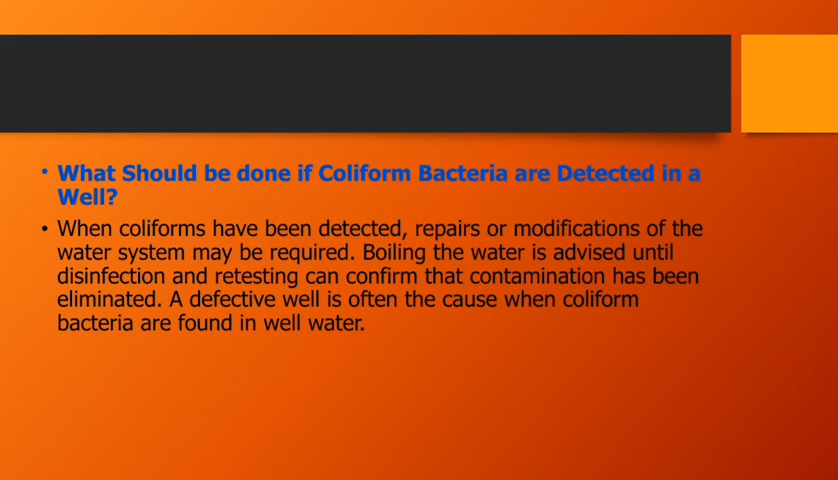 • What Should be done if Coliform Bacteria are Detected in a
Well?
• When coliforms have been detected, repairs or modifications of the
water system may be required. Boiling the water is advised until
disinfection and retesting can confirm that contamination has been
eliminated. A defective well is often the cause when coliform
bacteria are found in well water.